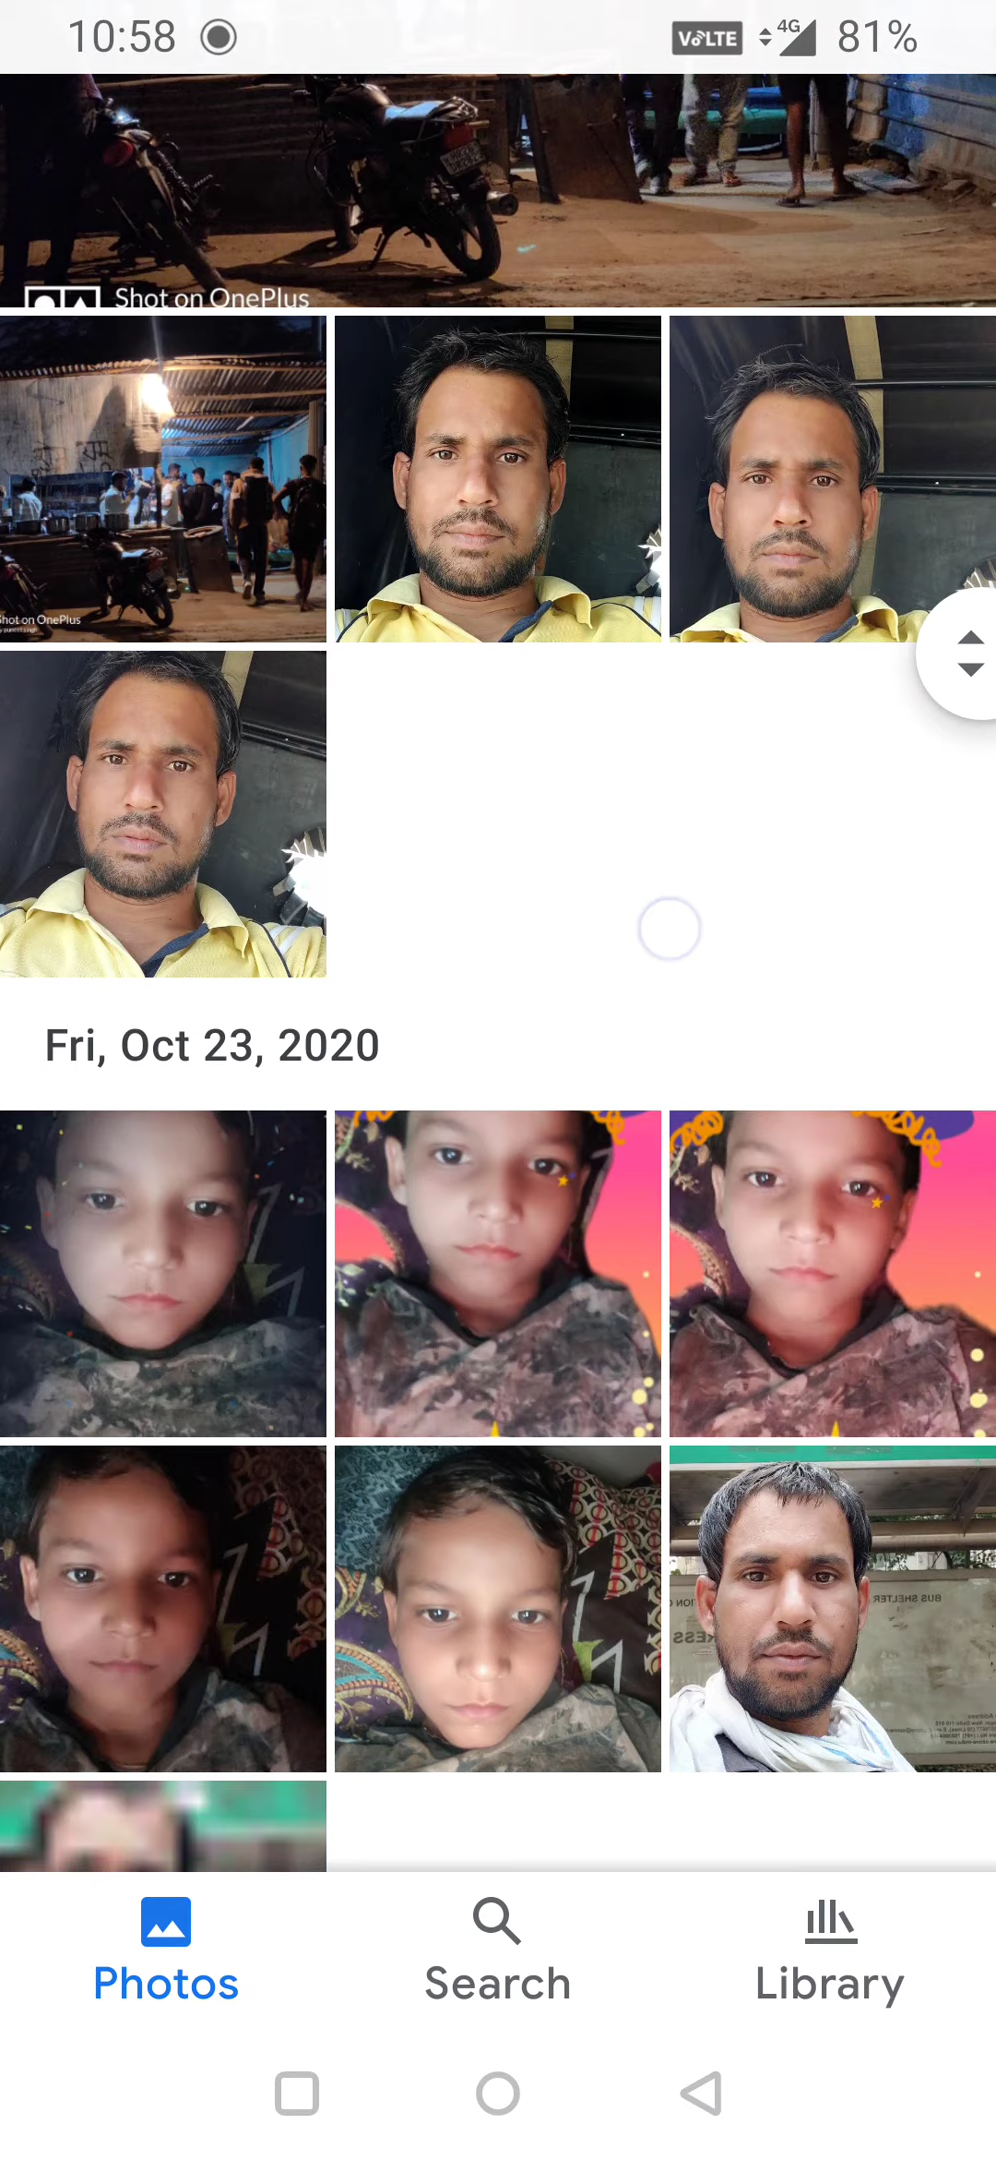 10:58 VoLTE 4G 81%
Shot on OnePlus
Shot on OnePlus
Fri, Oct 23, 2020
BUS SHELTER
Photos Search Library